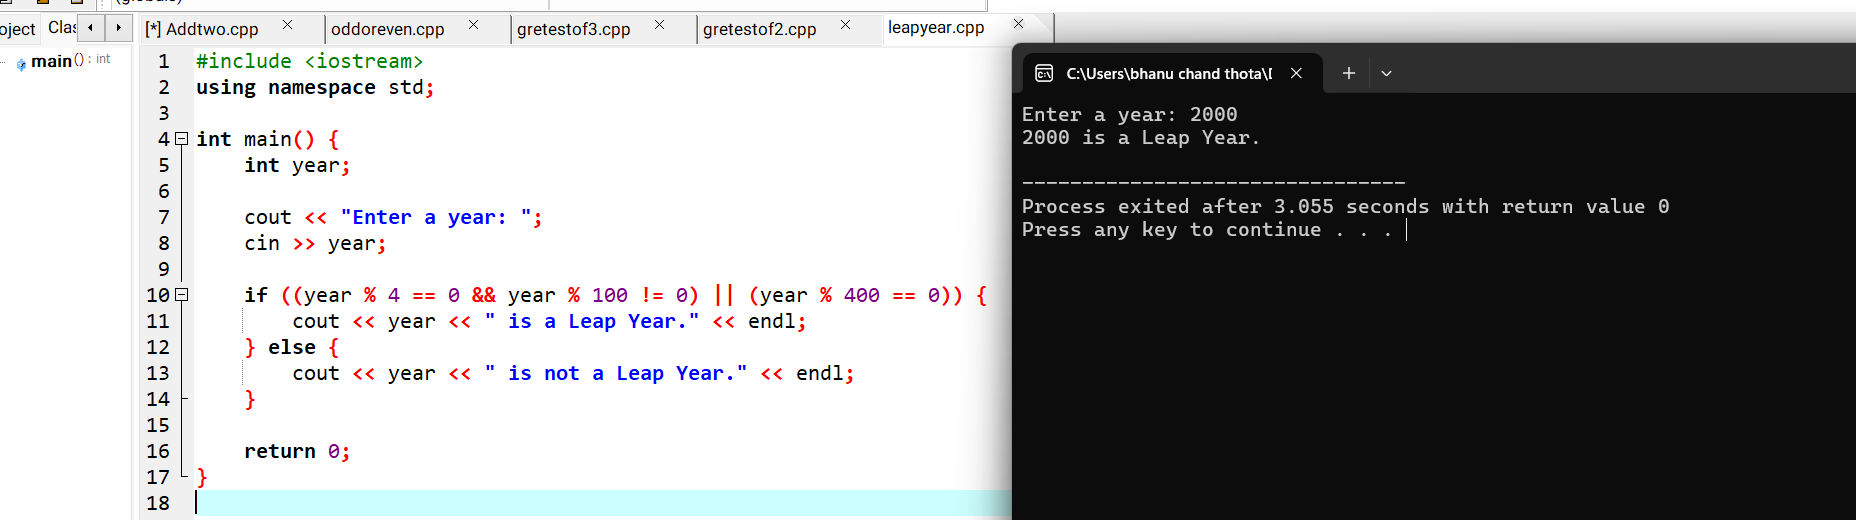 (globals)
oject Clas
[*] Addtwo.cpp oddoreven.cpp gretestof3.cpp gretestof2.cpp leapyear.cpp
main() : int
1 #include <iostream>
2 using namespace std;
3
4 int main() {
5 int year;
6
7 cout << "Enter a year: ";
8 cin >> year;
9
10 if ((year % 4 == 0 && year % 100 != 0) || (year % 400 == 0)) {
11 cout << year << " is a Leap Year." << endl;
12 } else {
13 cout << year << " is not a Leap Year." << endl;
14 }
15
16 return 0;
17 }
18
C:\Users\bhanu chand thota\
Enter a year: 2000
2000 is a Leap Year.
--------------------------------
Process exited after 3.055 seconds with return value 0
Press any key to continue . . .